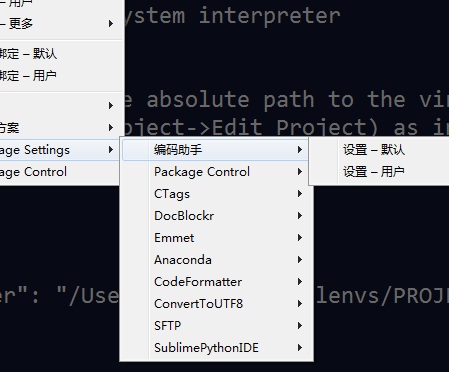 – 用户
– 更多
ystem interpreter
绑定 – 默认
绑定 – 用户
e absolute path to the vir
方案
oject->Edit Project) as in
age Settings
编码助手
设置 – 默认
age Control
Package Control
设置 – 用户
CTags
DocBlockr
Emmet
Anaconda
CodeFormatter
er": "/Use
ConvertToUTF8
lenvs/PROJE
SFTP
SublimePythonIDE